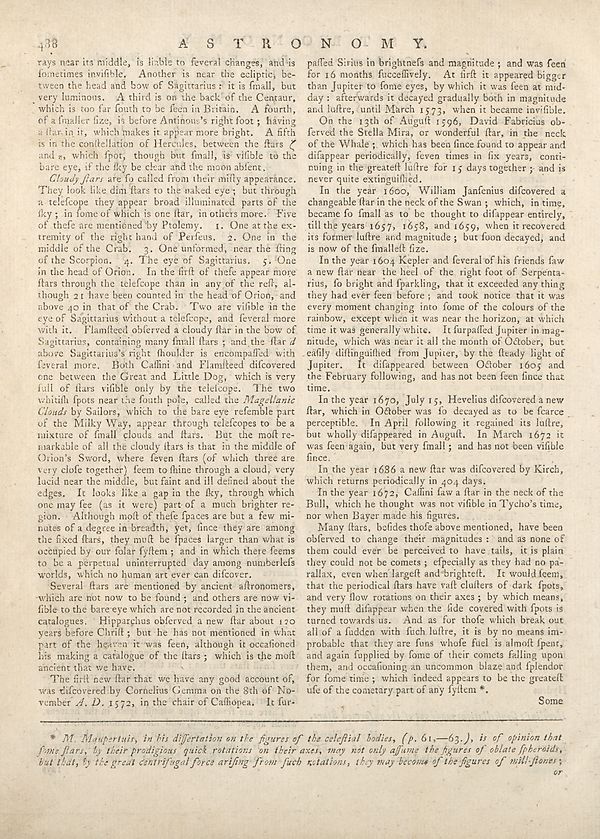 488
ASTRONOMY.
rays near its middle, is liable to ſeveral changes, and is
ſometimes inviſible. Another is near the ecliptic, be-
tween the head and bow of Sagittarius: it is ſmall, but
very luminous. A third is on the back of the Centaur,
which is too far ſouth to be ſeen in Britain. A fourth,
of a ſmaller ſize, is before Antinous's right foot; having
a ſtar in it, which makes it appear more bright. A fifth
is in the conſtellation of Hercules, between the ſtars ζ
and η, which ſpot, though but ſmall, is viſible to the
bare eye, if the ſky be clear and the moon abſent.
Cloudy ſtars are ſo called from their miſty appearance.
They look like dim ſtars to the naked eye; but through
a teleſcope they appear broad illuminated parts of the
ſky; in ſome of which is one ſtar, in others more. Five
of theſe are mentioned by Ptolemy. 1. One at the ex-
tremity of the right hand of Perſeus. 2. One in the
middle of the Crab. 3. One unformed, near the ſting
of the Scorpion. 4. The eye of Sagittarius. 5. One
in the head of Orion. In the firſt of theſe appear more
ſtars through the teleſcope than in any of the reſt, al-
though 21 have been counted in the head of Orion, and
above 40 in that of the Crab. Two are viſible in the
eye of Sagittarius without a teleſcope, and ſeveral more
with it. Flamſteed obſerved a cloudy ſtar in the bow of
Sagittarius, containing many ſmall ſtars; and the ſtar d
above Sagittarius's right ſhoulder is encompaſſed with
ſeveral more. Both Caſſini and Flamſteed diſcovered
one between the Great and Little Dog, which is very
full of ſtars viſible only by the teleſcope. The two
whitiſh ſpots near the ſouth pole, called the Magellanic
Clouds by Sailors, which to the bare eye reſemble part
of the Milky Way, appear through teleſcopes to be a
mixture of ſmall clouds and ſtars. But the moſt re-
markable of all the cloudy ſtars is that in the middle of
Orion's Sword, where ſeven ſtars (of which three are
very cloſe together) ſeem to ſhine through a cloud, very
lucid near the middle, but faint and ill defined about the
edges. It looks like a gap in the ſky, through which
one may ſee (as it were) part of a much brighter re-
gion. Although moſt of theſe ſpaces are but a few mi-
nutes of a degree in breadth, yet, ſince they are among
the fixed ſtars, they muſt be ſpaces larger than what is
occupied by our ſolar ſyſtem; and in which there ſeems
to be a perpetual uninterrupted day among numberleſs
worlds, which no human art ever can diſcover.
Several ſtars are mentioned by ancient aſtronomers,
which are not now to be found; and others are now vi-
ſible to the bare eye which are not recorded in the ancient
catalogues. Hipparchus obſerved a new ſtar about 120
years before Chriſt; but he has not mentioned in what
part of the heaven it was ſeen, although it occaſioned
his making a catalogue of the ſtars; which is the moſt
ancient that we have.
The firſt new ſtar that we have any good account of,
was diſcovered by Cornelius Gemma on the 8th of No-
vember A. D. 1572, in the chair of Caſſiopea. It ſur-
paſſed Sirius in brightneſs and magnitude; and was ſeen
for 16 months ſucceſſively. At firſt it appeared bigger
than Jupiter to ſome eyes, by which it was ſeen at mid-
day: afterwards it decayed gradually both in magnitude
and luſtre, until March 1573, when it became inviſible.
On the 13th of Auguſt 1596, David Fabricius ob-
ſerved the Stella Mira, or wonderful ſtar, in the neck
of the Whale; which has been ſince found to appear and
diſappear periodically, ſeven times in ſix years, conti-
nuing in the greateſt luſtre for 15 days together; and is
never quite extinguiſhed.
In the year 1600, William Janſenius diſcovered a
changeable ſtar in the neck of the Swan; which, in time,
became ſo ſmall as to be thought to diſappear entirely,
till the years 1657, 1658, and 1659, when it recovered
its former luſtre and magnitude; but ſoon decayed, and
is now of the ſmalleſt ſize.
In the year 1604 Kepler and ſeveral of his friends ſaw
a new ſtar near the heel of the right foot of Serpenta-
rius, ſo bright and ſparkling, that it exceeded any thing
they had ever ſeen before; and took notice that it was
every moment changing into ſome of the colours of the
rainbow, except when it was near the horizon, at which
time it was generally white. It ſurpaſſed Jupiter in mag-
nitude, which was near it all the month of October, but
eaſily diſtinguiſhed from Jupiter, by the ſteady light of
Jupiter. It diſappeared between October 1605 and
the February following, and has not been ſeen ſince that
time.
In the year 1670, July 15, Hevelius diſcovered a new
ſtar, which in October was ſo decayed as to be ſcarce
perceptible. In April following it regained its luſtre,
but wholly diſappeared in Auguſt. In March 1672 it
was ſeen again, but very ſmall; and has not been viſible
ſince.
In the year 1686 a new ſtar was diſcovered by Kirch,
which returns periodically in 404 days.
In the year 1672, Caſſini ſaw a ſtar in the neck of the
Bull, which he thought was not viſible in Tycho's time,
nor when Bayer made his figures.
Many ſtars, beſides thoſe above mentioned, have been
obſerved to change their magnitudes: and as none of
them could ever be perceived to have tails, it is plain
they could not be comets; eſpecially as they had no pa-
rallax, even when largeſt and brighteſt. It would ſeem,
that the periodical ſtars have vaſt cluſters of dark ſpots,
and very ſlow rotations on their axes; by which means,
they muſt diſappear when the ſide covered with ſpots is
turned towards us. And as for thoſe which break out
all of a ſudden with ſuch luſtre, it is by no means im-
probable that they are ſuns whoſe fuel is almoſt ſpent,
and again ſupplied by ſome of their comets falling upon
them, and occaſioning an uncommon blaze and ſplendor
for ſome time; which indeed appears to be the greateſt
uſe of the cometary part of any ſyſtem *.
Some
* M. Maupertuis, in his diſſertation on the figures of the celeſtial bodies, (p. 61,—63.), is of opinion that
ſome ſtars, by their prodigious quick rotations on their axes, may not only aſſume the figures of oblate ſpheroids,
but that, by the great centrifugal force ariſing from ſuch rotations, they may become of the figures of mill-ſtones;
or